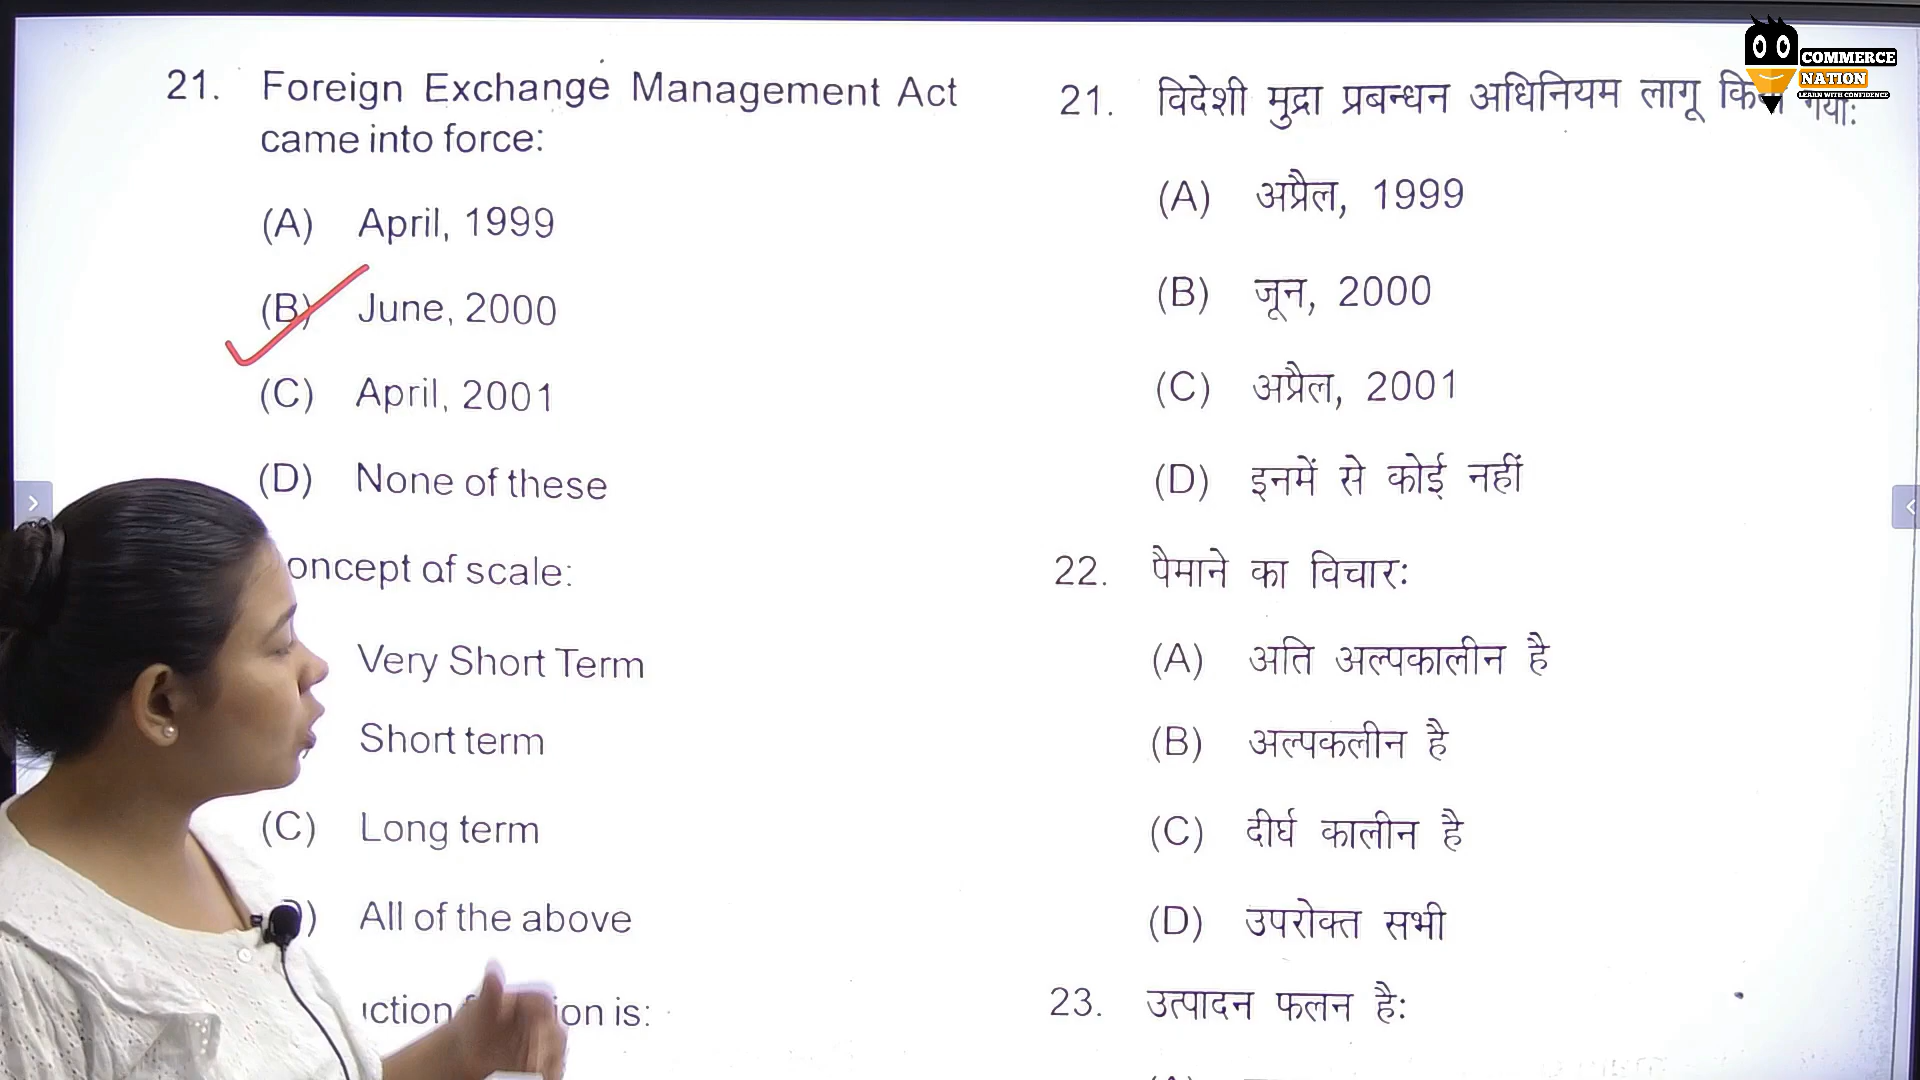 21. Foreign Exchange Management Act
came into force:
(A) April, 1999
(B) June, 2000
(C) April, 2001
(D) None of these
of scale:
Very Short Term
Short term
(C) Long term
All of the above
is:
21. विदेशी मुद्रा प्रबन्धन अधिनियम लागू
(A) अप्रैल, 1999
(B) जून, 2000
(C) अप्रैल, 2001
(D) इनमें से कोई नहीं
22. पैमाने का विचारः
(A) अति अल्पकालीन है
(B) अल्पकलीन है
(C) दीर्घ कालीन है
(D) उपरोक्त सभी
23. उत्पादन फलन हैः
COMMERCE
NATION
LEARN WITH CONFIDENCE